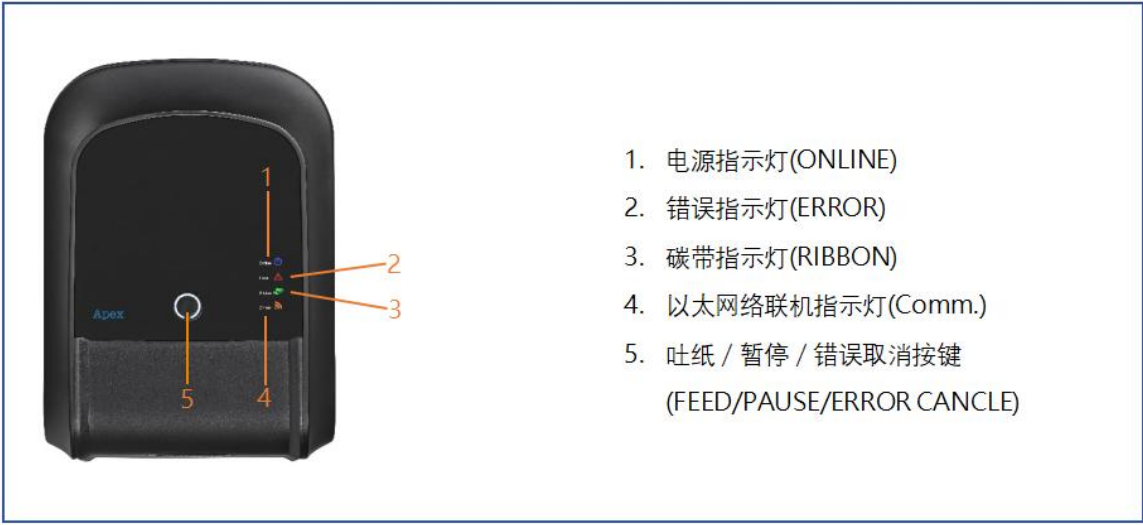 1
2
3
Apex
5
4
1. 电源指示灯(ONLINE)
2. 错误指示灯(ERROR)
3. 碳带指示灯(RIBBON)
4. 以太网络联机指示灯(Comm.)
5. 吐纸 / 暂停 / 错误取消按键
(FEED/PAUSE/ERROR CANCLE)